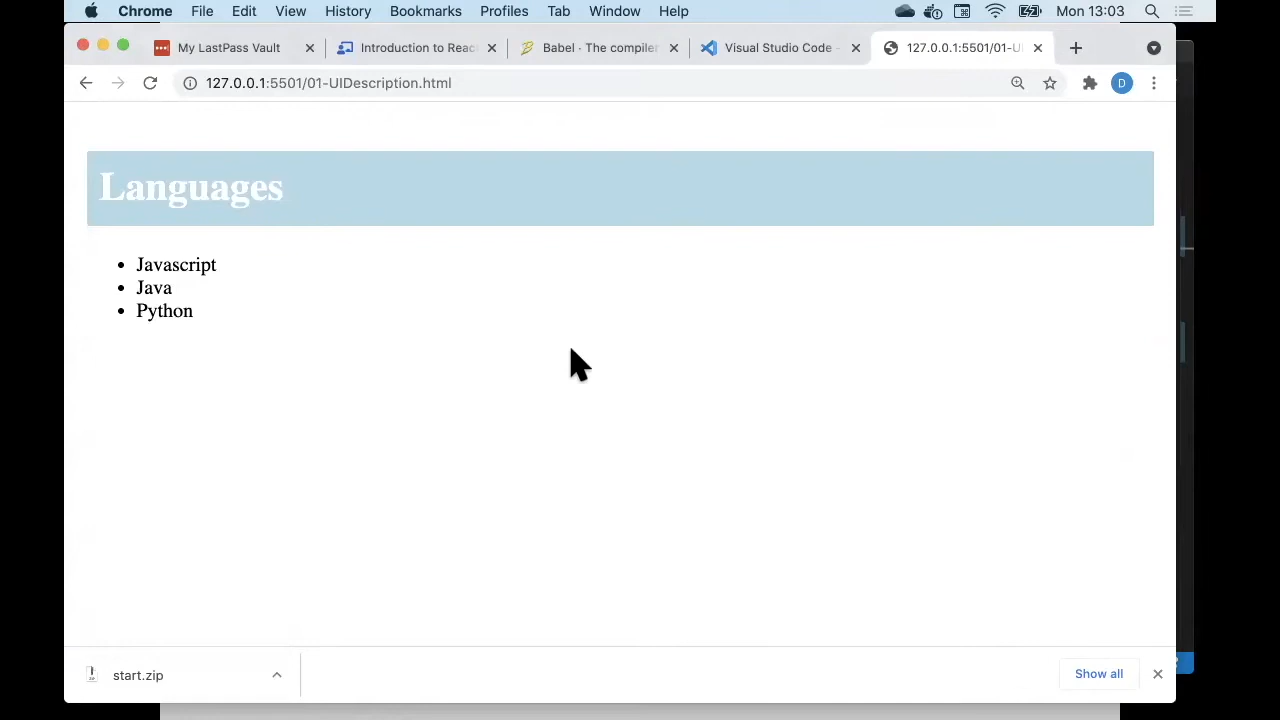 Chrome File Edit View History Bookmarks Profiles Tab Window Help Mon 13:03
My LastPass Vault Introduction to Reac Babel · The compiler Visual Studio Code - 127.0.0.1:5501/01-UI
127.0.0.1:5501/01-UIDescription.html D
Languages
• Javascript
• Java
• Python
start.zip Show all